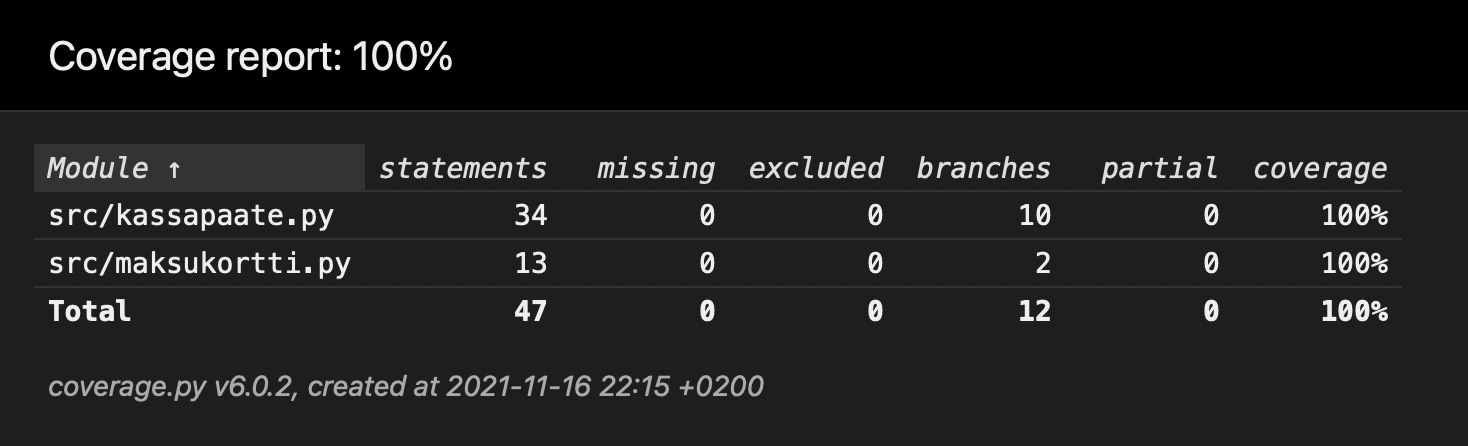 Coverage report: 100%
Module ↑ statements missing excluded branches partial coverage
src/kassapaate.py 34 0 0 10 0 100%
src/maksukortti.py 13 0 0 2 0 100%
Total 47 0 0 12 0 100%
coverage.py v6.0.2, created at 2021-11-16 22:15 +0200